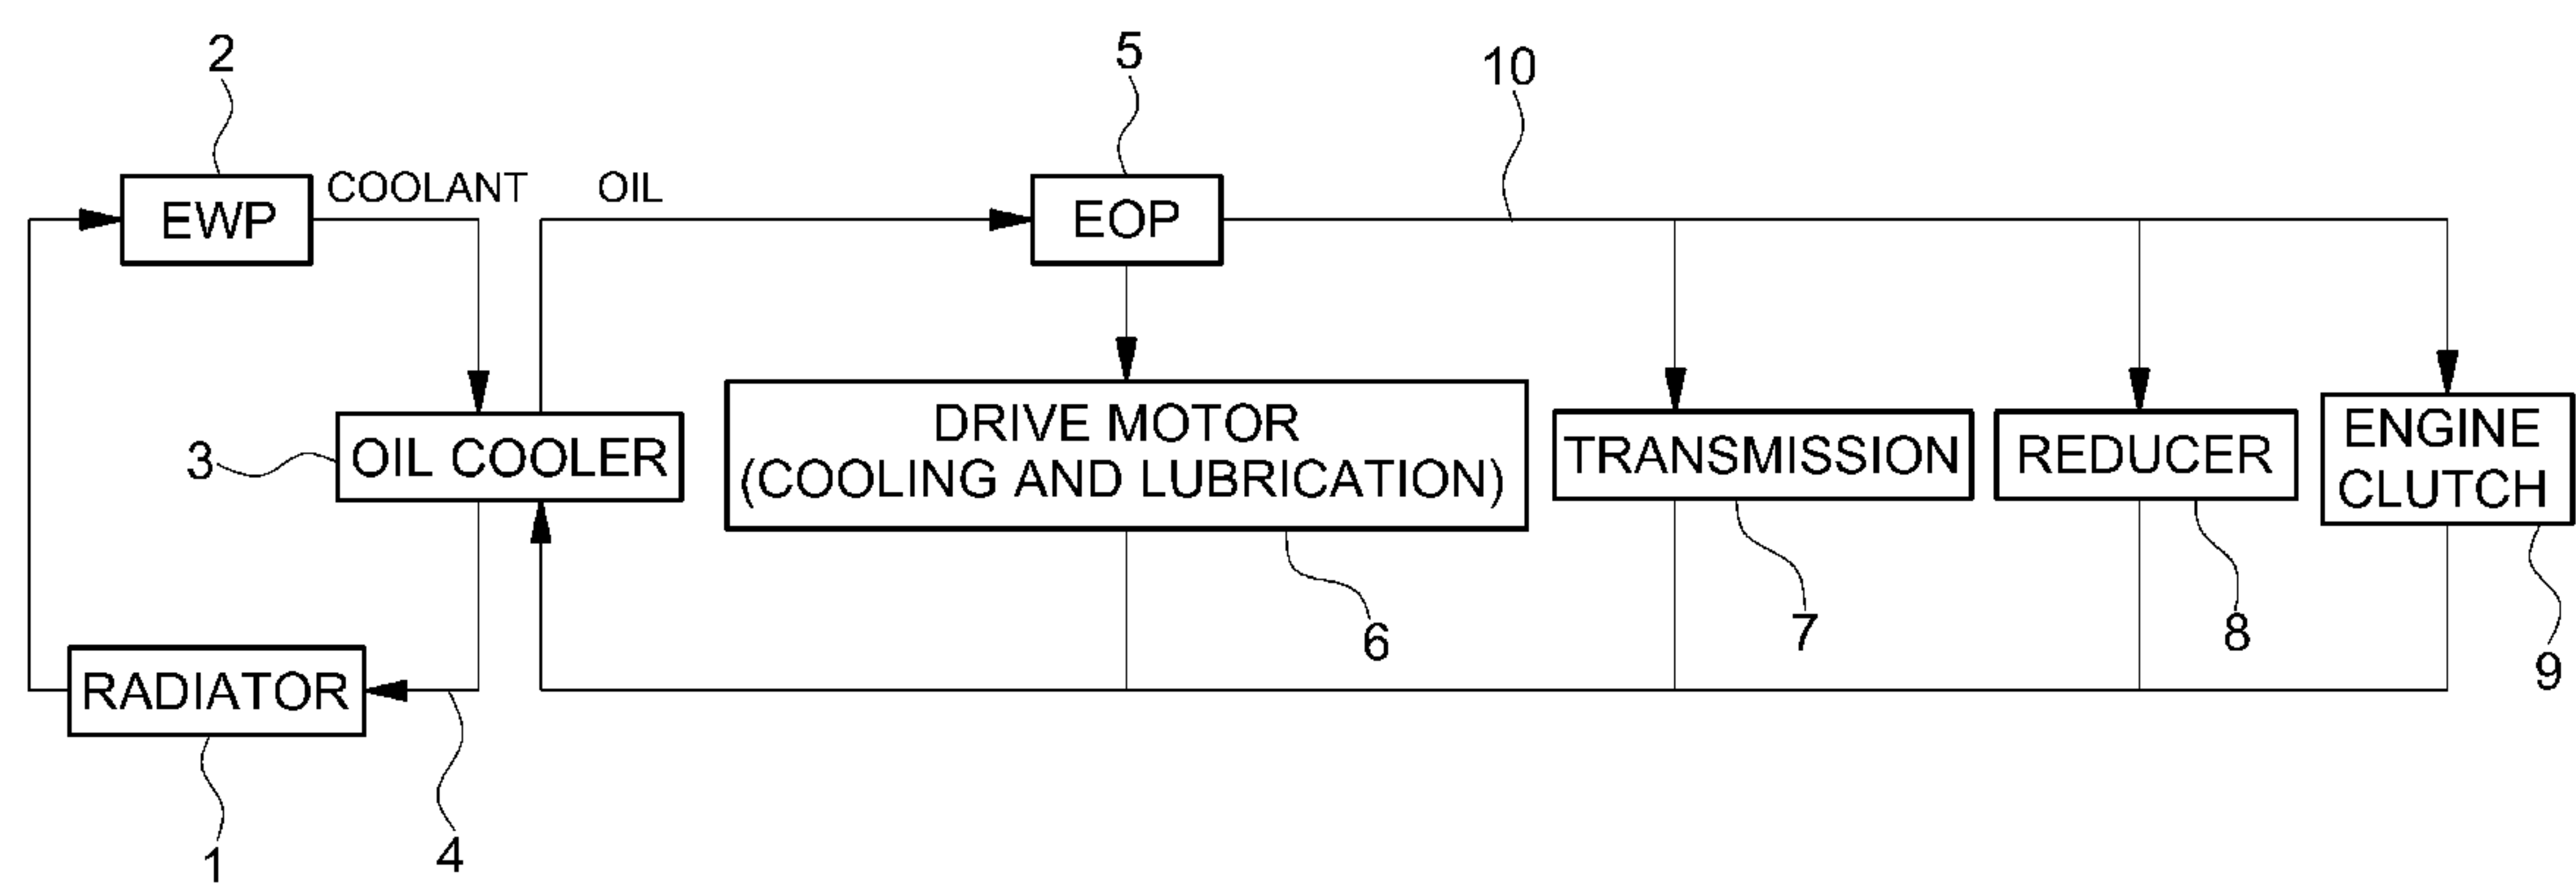 2
5
10
COOLANT
OIL
EWP
EOP
3
OIL COOLER
DRIVE MOTOR
(COOLING AND LUBRICATION)
TRANSMISSION
REDUCER
ENGINE
CLUTCH
6
7
8
9
RADIATOR
1
4